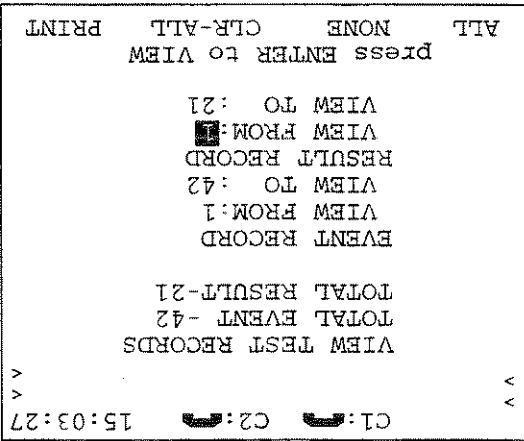 C1: C2: 15:03:27
> <
> <
VIEW TEST RECORDS
TOTAL EVENT -42
TOTAL RESULT-21
EVENT RECORD
VIEW FROM:1
VIEW TO :42
RESULT RECORD
VIEW FROM:1
VIEW TO :21
press ENTER to VIEW
ALL NONE CLR-ALL PRINT